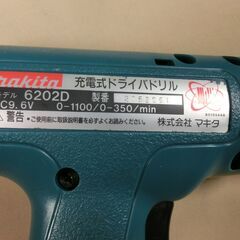 makita 充電式ドライバドリル
モデル 6202D 製番
DC9.6V 0-1100/0-350/min
⚠警告 ご使用前に取扱説明書をよくお読みください。
株式会社 マキタ